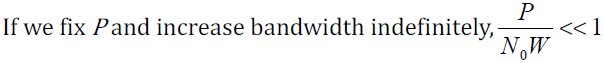 If we fix P and increase bandwidth indefinitely, P/(N₀W) << 1